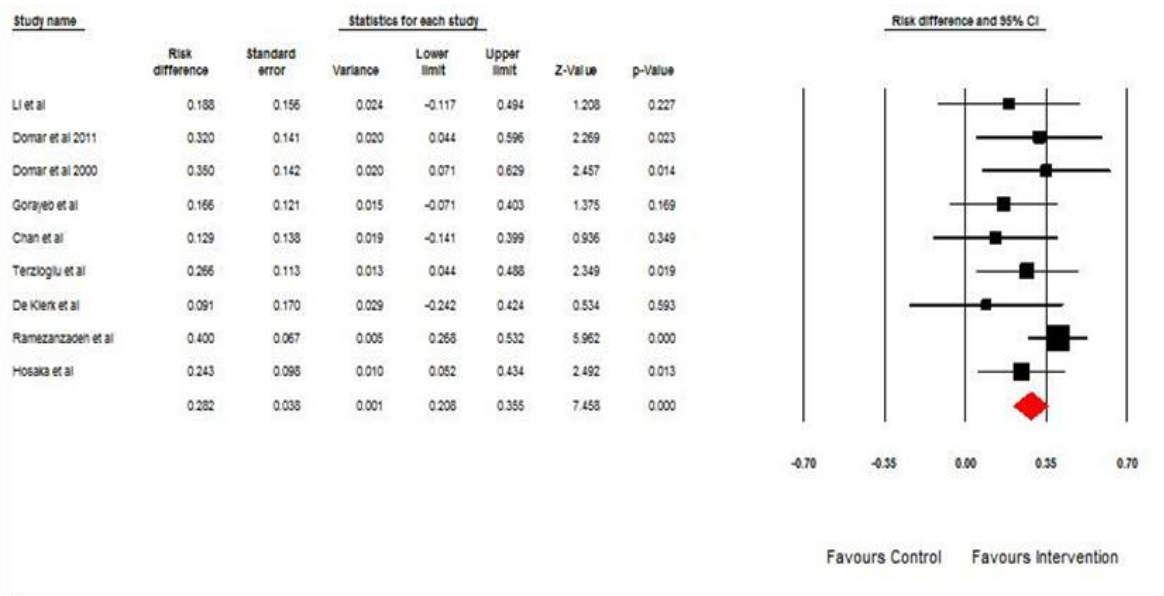 Study name Statistics for each study Risk difference and 95% CI
Risk difference Standard error Variance Lower limit Upper limit Z-Value p-Value
Li et al 0.188 0.156 0.024 -0.117 0.494 1.208 0.227
Domar et al 2011 0.320 0.141 0.020 0.044 0.596 2.269 0.023
Domar et al 2000 0.350 0.142 0.020 0.071 0.629 2.457 0.014
Gorayeb et al 0.166 0.121 0.015 -0.071 0.403 1.375 0.169
Chan et al 0.129 0.138 0.019 -0.141 0.399 0.936 0.349
Terzioglu et al 0.266 0.113 0.013 0.044 0.488 2.349 0.019
De Klerk et al 0.091 0.170 0.029 -0.242 0.424 0.534 0.593
Ramezanzadeh et al 0.400 0.067 0.005 0.268 0.532 5.962 0.000
Hosaka et al 0.243 0.098 0.010 0.052 0.434 2.492 0.013
0.282 0.038 0.001 0.208 0.355 7.458 0.000
-0.70 -0.35 0.00 0.35 0.70
Favours Control Favours Intervention